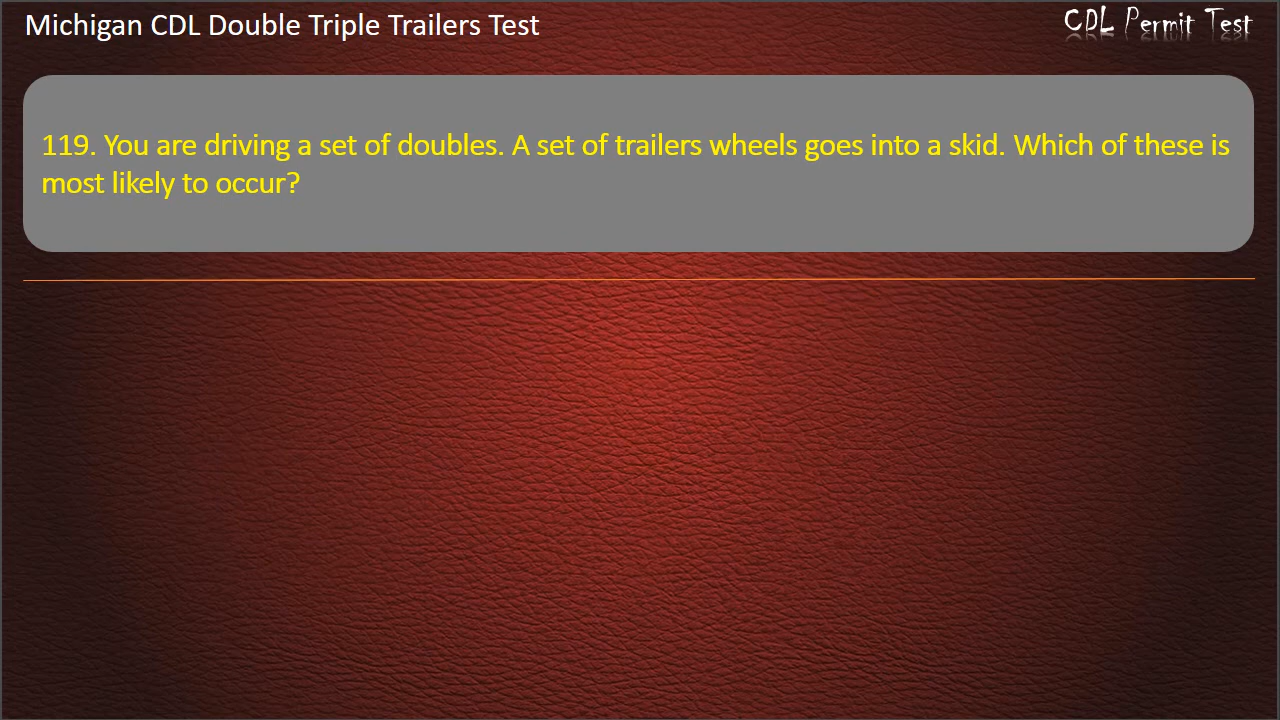 Michigan CDL Double Triple Trailers Test
CDL Permit Test
119. You are driving a set of doubles. A set of trailers wheels goes into a skid. Which of these is
most likely to occur?